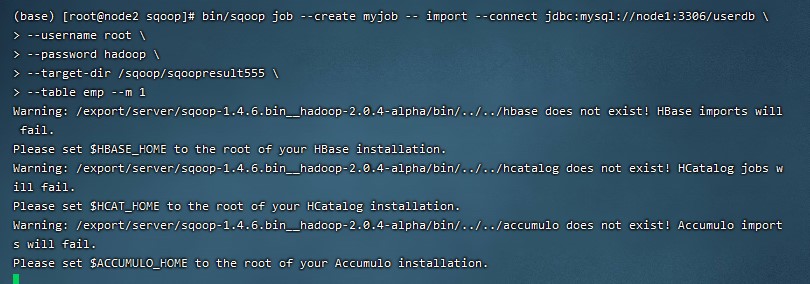 (base) [root@node2 sqoop]# bin/sqoop job --create myjob -- import --connect jdbc:mysql://node1:3306/userdb \
> --username root \
> --password hadoop \
> --target-dir /sqoop/sqoopresult555 \
> --table emp --m 1
Warning: /export/server/sqoop-1.4.6.bin__hadoop-2.0.4-alpha/bin/../../hbase does not exist! HBase imports will
 fail.
Please set $HBASE_HOME to the root of your HBase installation.
Warning: /export/server/sqoop-1.4.6.bin__hadoop-2.0.4-alpha/bin/../../hcatalog does not exist! HCatalog jobs w
ill fail.
Please set $HCAT_HOME to the root of your HCatalog installation.
Warning: /export/server/sqoop-1.4.6.bin__hadoop-2.0.4-alpha/bin/../../accumulo does not exist! Accumulo import
s will fail.
Please set $ACCUMULO_HOME to the root of your Accumulo installation.